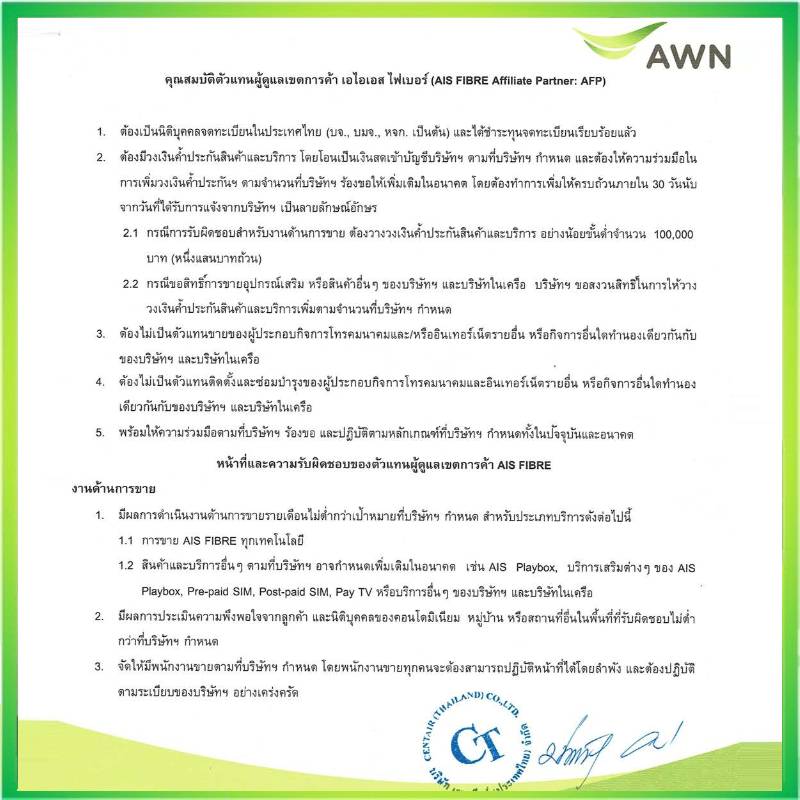 AWN
คุณสมบัติตัวแทนผู้ดูแลเขตการค้า เอไอเอส ไฟเบอร์ (AIS FIBRE Affiliate Partner: AFP)
1. ต้องเป็นนิติบุคคลจดทะเบียนในประเทศไทย (บจ., บมจ., หจก. เป็นต้น) และได้ชำระทุนจดทะเบียนเรียบร้อยแล้ว
2. ต้องมีวงเงินค้ำประกันสินค้าและบริการ โดยโอนเป็นเงินสดเข้าบัญชีบริษัทฯ ตามที่บริษัทฯ กำหนด และต้องให้ความร่วมมือใน
การเพิ่มวงเงินค้ำประกันฯ ตามจำนวนที่บริษัทฯ ร้องขอให้เพิ่มเติมในอนาคต โดยต้องทำการเพิ่มให้ครบถ้วนภายใน 30 วันนับ
จากวันที่ได้รับการแจ้งจากบริษัทฯ เป็นลายลักษณ์อักษร
2.1 กรณีการรับผิดชอบสำหรับงานด้านการขาย ต้องวางวงเงินค้ำประกันสินค้าและบริการ อย่างน้อยขั้นต่ำจำนวน 100,000
บาท (หนึ่งแสนบาทถ้วน)
2.2 กรณีขอสิทธิ์การขายอุปกรณ์เสริม หรือสินค้าอื่นๆ ของบริษัทฯ และบริษัทในเครือ บริษัทฯ ขอสงวนสิทธิ์ในการให้วาง
วงเงินค้ำประกันสินค้าและบริการเพิ่มตามจำนวนที่บริษัทฯ กำหนด
3. ต้องไม่เป็นตัวแทนขายของผู้ประกอบกิจการโทรคมนาคมและ/หรืออินเทอร์เน็ตรายอื่น หรือกิจการอื่นใดทำนองเดียวกันกับ
ของบริษัทฯ และบริษัทในเครือ
4. ต้องไม่เป็นตัวแทนติดตั้งและซ่อมบำรุงของผู้ประกอบกิจการโทรคมนาคมและอินเทอร์เน็ตรายอื่น หรือกิจการอื่นใดทำนอง
เดียวกันกับของบริษัทฯ และบริษัทในเครือ
5. พร้อมให้ความร่วมมือตามที่บริษัทฯ ร้องขอ และปฏิบัติตามหลักเกณฑ์ที่บริษัทฯ กำหนดทั้งในปัจจุบันและอนาคต
หน้าที่และความรับผิดชอบของตัวแทนผู้ดูแลเขตการค้า AIS FIBRE
งานด้านการขาย
1. มีผลการดำเนินงานด้านการขายรายเดือนไม่ต่ำกว่าเป้าหมายที่บริษัทฯ กำหนด สำหรับประเภทบริการดังต่อไปนี้
1.1 การขาย AIS FIBRE ทุกเทคโนโลยี
1.2 สินค้าและบริการอื่นๆ ตามที่บริษัทฯ อาจกำหนดเพิ่มเติมในอนาคต เช่น AIS Playbox, บริการเสริมต่างๆ ของ AIS
Playbox, Pre-paid SIM, Post-paid SIM, Pay TV หรือบริการอื่นๆ ของบริษัทฯ และบริษัทในเครือ
2. มีผลการประเมินความพึงพอใจจากลูกค้า และนิติบุคคลของคอนโดมิเนียม หมู่บ้าน หรือสถานที่อื่นในพื้นที่ที่รับผิดชอบไม่ต่ำ
กว่าที่บริษัทฯ กำหนด
3. จัดให้มีพนักงานขายตามที่บริษัทฯ กำหนด โดยพนักงานขายทุกคนจะต้องสามารถปฏิบัติหน้าที่ได้โดยลำพัง และต้องปฏิบัติ
ตามระเบียบของบริษัทฯ อย่างเคร่งครัด
CENTAIR (THAILAND) CO.,LTD.
CT
บริษัท (ประเทศไทย) จำกัด